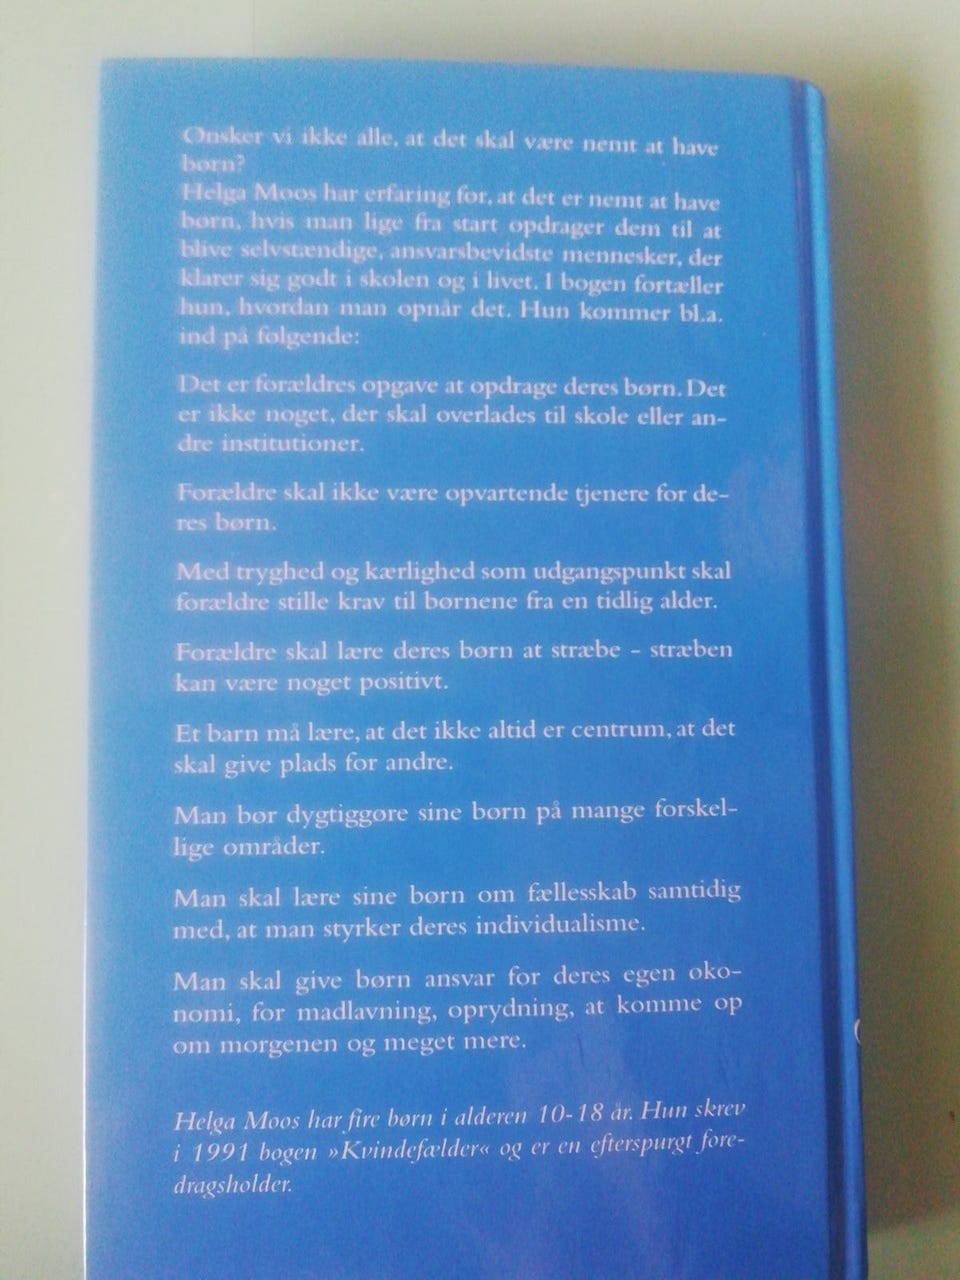 Ønsker vi ikke alle, at det skal være nemt at have
børn?
Helga Moos har erfaring for, at det er nemt at have
børn, hvis man lige fra start opdrager dem til at
blive selvstændige, ansvarsbevidste mennesker, der
klarer sig godt i skolen og i livet. I bogen fortæller
hun, hvordan man opnår det. Hun kommer bl.a.
ind på følgende:
Det er forældres opgave at opdrage deres børn. Det
er ikke noget, der skal overlades til skole eller an-
dre institutioner.
Forældre skal ikke være opvartende tjenere for de-
res børn.
Med tryghed og kærlighed som udgangspunkt skal
forældre stille krav til børnene fra en tidlig alder.
Forældre skal lære deres børn at stræbe - stræben
kan være noget positivt.
Et barn må lære, at det ikke altid er centrum, at det
skal give plads for andre.
Man bør dygtiggøre sine børn på mange forskel-
lige områder.
Man skal lære sine børn om fællesskab samtidig
med, at man styrker deres individualisme.
Man skal give børn ansvar for deres egen øko-
nomi, for madlavning, oprydning, at komme op
om morgenen og meget mere.
Helga Moos har fire børn i alderen 10-18 år. Hun skrev
i 1991 bogen »Kvindefælder« og er en efterspurgt fore-
dragsholder.